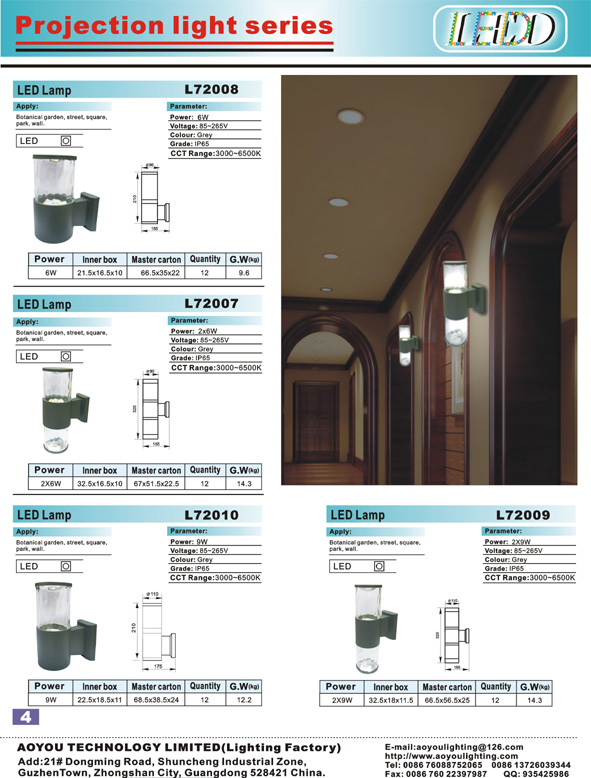 Projection light series
LED
LED Lamp L72008
Apply:
Botanical garden, street, square,
park, wall.
LED
Parameter:
Power: 6W
Voltage: 85~265V
Colour: Grey
Grade: IP65
CCT Range:3000~6500K
210
Power Inner box Master carton Quantity G.W(kg)
6W 21.5x16.5x10 66.5x35x22 12 9.6
LED Lamp L72007
Apply:
Botanical garden, street, square,
park, wall.
LED
Parameter:
Power: 2x6W
Voltage: 85~265V
Colour: Grey
Grade: IP65
CCT Range:3000~6500K
Power Inner box Master carton Quantity G.W(kg)
2X6W 32.5x16.5x10 67x51.5x22.5 12 14.3
LED Lamp L72010
Apply:
Botanical garden, street, square,
park, wall.
LED
Parameter:
Power: 9W
Voltage: 85~265V
Colour: Grey
Grade: IP65
CCT Range:3000~6500K
ø110
210
175
Power Inner box Master carton Quantity G.W(kg)
9W 22.5x18.5x11 68.5x38.5x24 12 12.2
LED Lamp L72009
Apply:
Botanical garden, street, square,
park, wall.
LED
Parameter:
Power: 2X9W
Voltage: 85~265V
Colour: Grey
Grade: IP65
CCT Range:3000~6500K
Power Inner box Master carton Quantity G.W(kg)
2X9W 32.5x18x11.5 66.5x56.5x25 12 14.3
4
AOYOU TECHNOLOGY LIMITED(Lighting Factory)
Add:21# Dongming Road, Shuncheng Industrial Zone,
GuzhenTown, Zhongshan City, Guangdong 528421 China.
E-mail:aoyoulighting@126.com
http://www.aoyoulighting.com
Tel: 0086 76088752065 0086 13726039344
Fax: 0086 760 22397987 QQ: 935425986